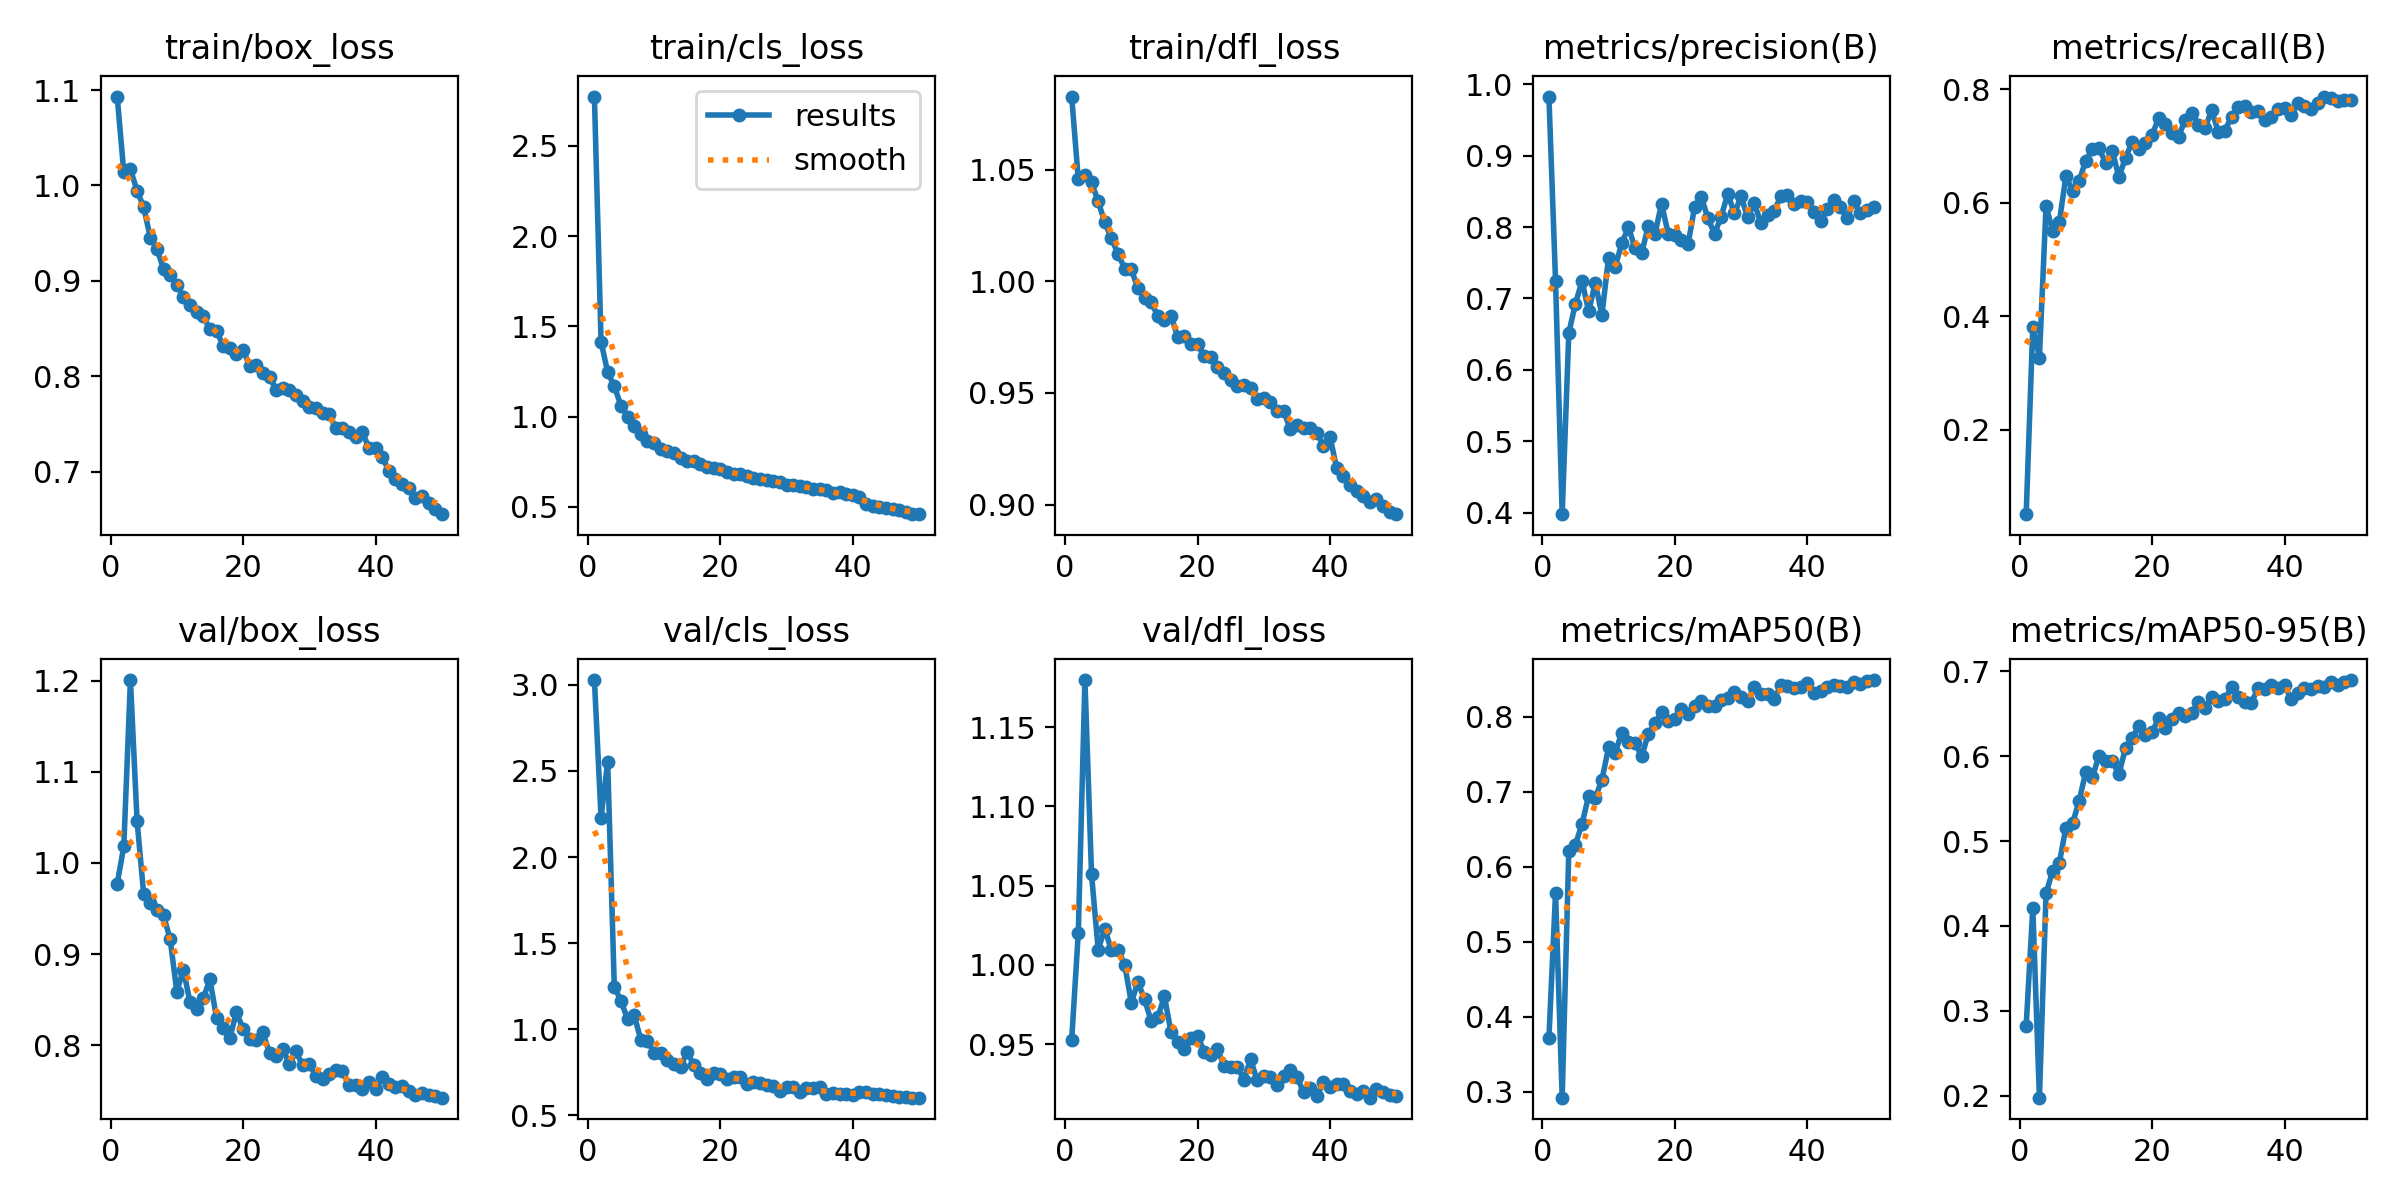 train/box_loss
train/cls_loss
train/dfl_loss
metrics/precision(B)
metrics/recall(B)
1.1
1.0
0.9
0.8
0.7
0 20 40
results
smooth
2.5
2.0
1.5
1.0
0.5
0 20 40
1.05
1.00
0.95
0.90
0 20 40
1.0
0.9
0.8
0.7
0.6
0.5
0.4
0 20 40
0.8
0.6
0.4
0.2
0 20 40
val/box_loss
val/cls_loss
val/dfl_loss
metrics/mAP50(B)
metrics/mAP50-95(B)
1.2
1.1
1.0
0.9
0.8
0 20 40
3.0
2.5
2.0
1.5
1.0
0.5
0 20 40
1.15
1.10
1.05
1.00
0.95
0 20 40
0.8
0.7
0.6
0.5
0.4
0.3
0 20 40
0.7
0.6
0.5
0.4
0.3
0.2
0 20 40